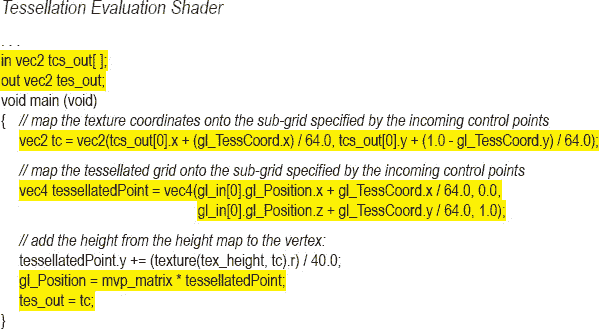 Tessellation Evaluation Shader
. . .
in vec2 tcs_out[ ];
out vec2 tes_out;
void main (void)
{ // map the texture coordinates onto the sub-grid specified by the incoming control points
vec2 tc = vec2(tcs_out[0].x + (gl_TessCoord.x) / 64.0, tcs_out[0].y + (1.0 - gl_TessCoord.y) / 64.0);
// map the tessellated grid onto the sub-grid specified by the incoming control points
vec4 tessellatedPoint = vec4(gl_in[0].gl_Position.x + gl_TessCoord.x / 64.0, 0.0,
gl_in[0].gl_Position.z + gl_TessCoord.y / 64.0, 1.0);
// add the height from the height map to the vertex:
tessellatedPoint.y += (texture(tex_height, tc).r) / 40.0;
gl_Position = mvp_matrix * tessellatedPoint;
tes_out = tc;
}